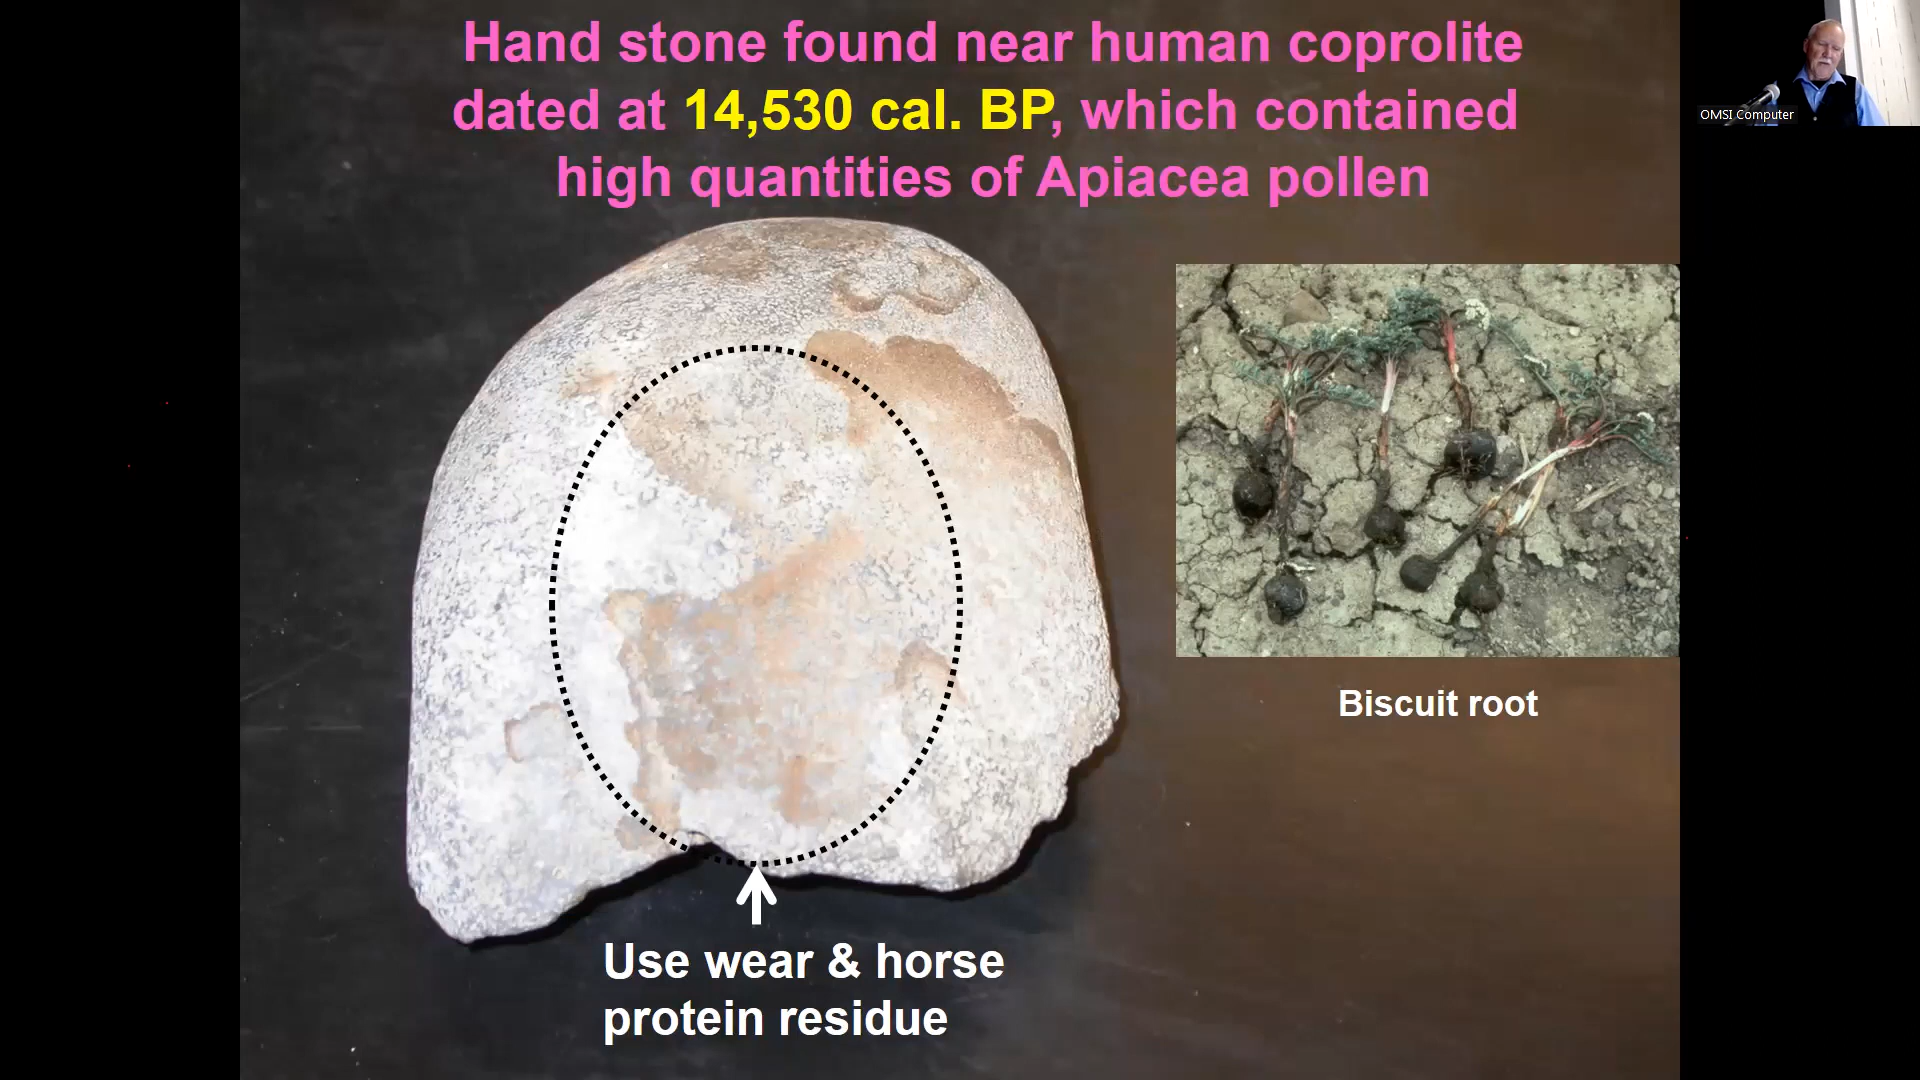 Hand stone found near human coprolite
dated at 14,530 cal. BP, which contained
high quantities of Apiacea pollen
OMSI Computer
Biscuit root
Use wear & horse
protein residue